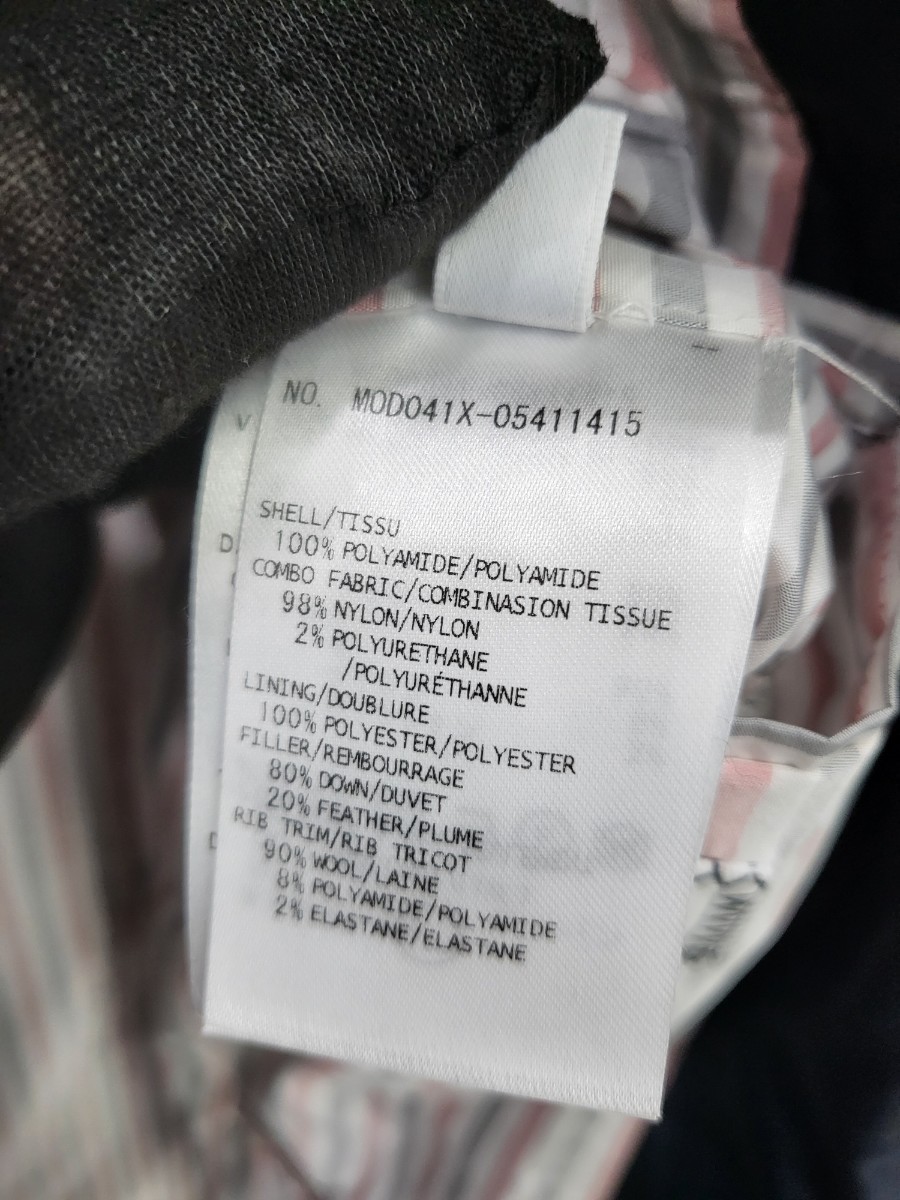 NO. MOD041X-05411415
SHELL/TISSU
100% POLYAMIDE/POLYAMIDE
COMBO FABRIC/COMBINASION TISSUE
98% NYLON/NYLON
2% POLYURETHANE
/POLYURÉTHANNE
LINING/DOUBLURE
100% POLYESTER/POLYESTER
FILLER/REMBOURRAGE
80% DOWN/DUVET
20% FEATHER/PLUME
RIB TRIM/RIB TRICOT
90% WOOL/LAINE
8% POLYAMIDE/POLYAMIDE
2% ELASTANE/ELASTANE